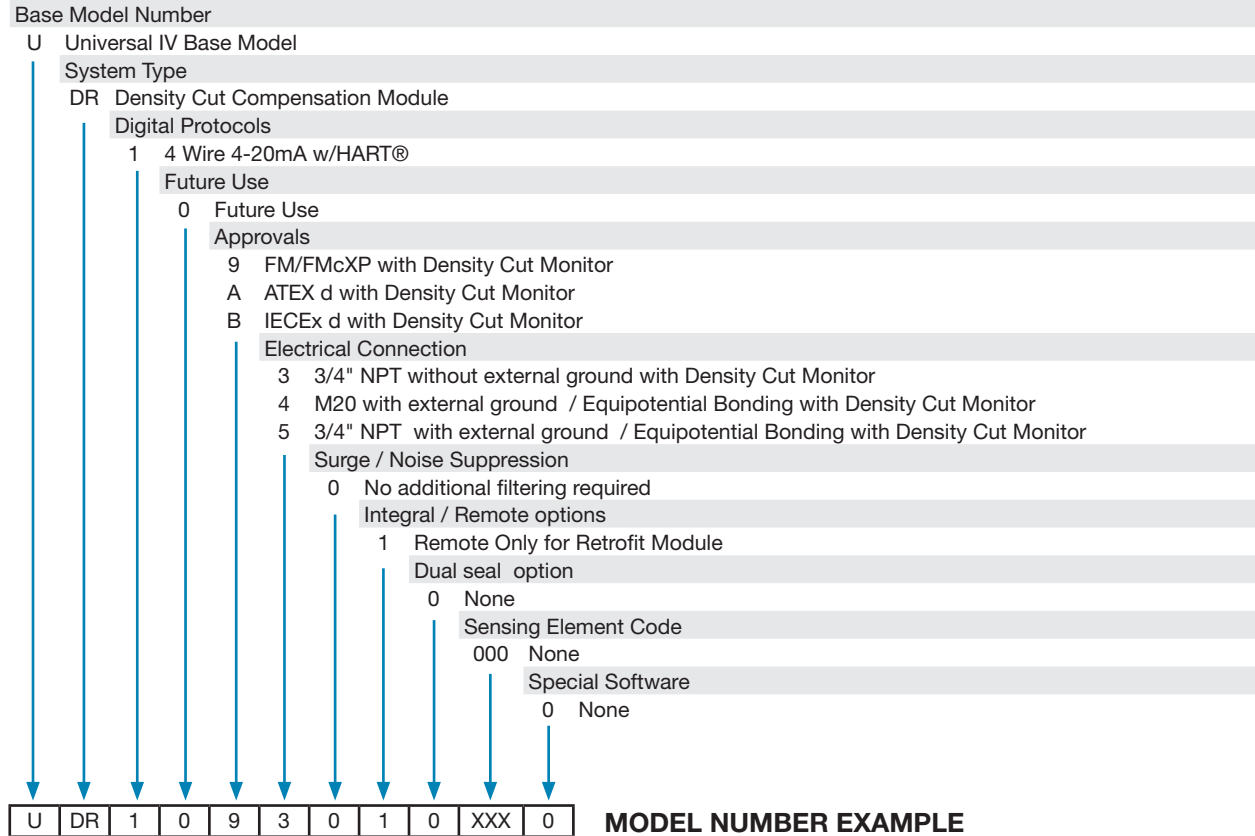 Base Model Number
U Universal IV Base Model
System Type
DR Density Cut Compensation Module
Digital Protocols
1 4 Wire 4-20mA w/HART®
Future Use
0 Future Use
Approvals
9 FM/FMcXP with Density Cut Monitor
A ATEX d with Density Cut Monitor
B IECEx d with Density Cut Monitor
Electrical Connection
3 3/4" NPT without external ground with Density Cut Monitor
4 M20 with external ground / Equipotential Bonding with Density Cut Monitor
5 3/4" NPT with external ground / Equipotential Bonding with Density Cut Monitor
Surge / Noise Suppression
0 No additional filtering required
Integral / Remote options
1 Remote Only for Retrofit Module
Dual seal option
0 None
Sensing Element Code
000 None
Special Software
0 None
U DR 1 0 9 3 0 1 0 XXX 0 MODEL NUMBER EXAMPLE